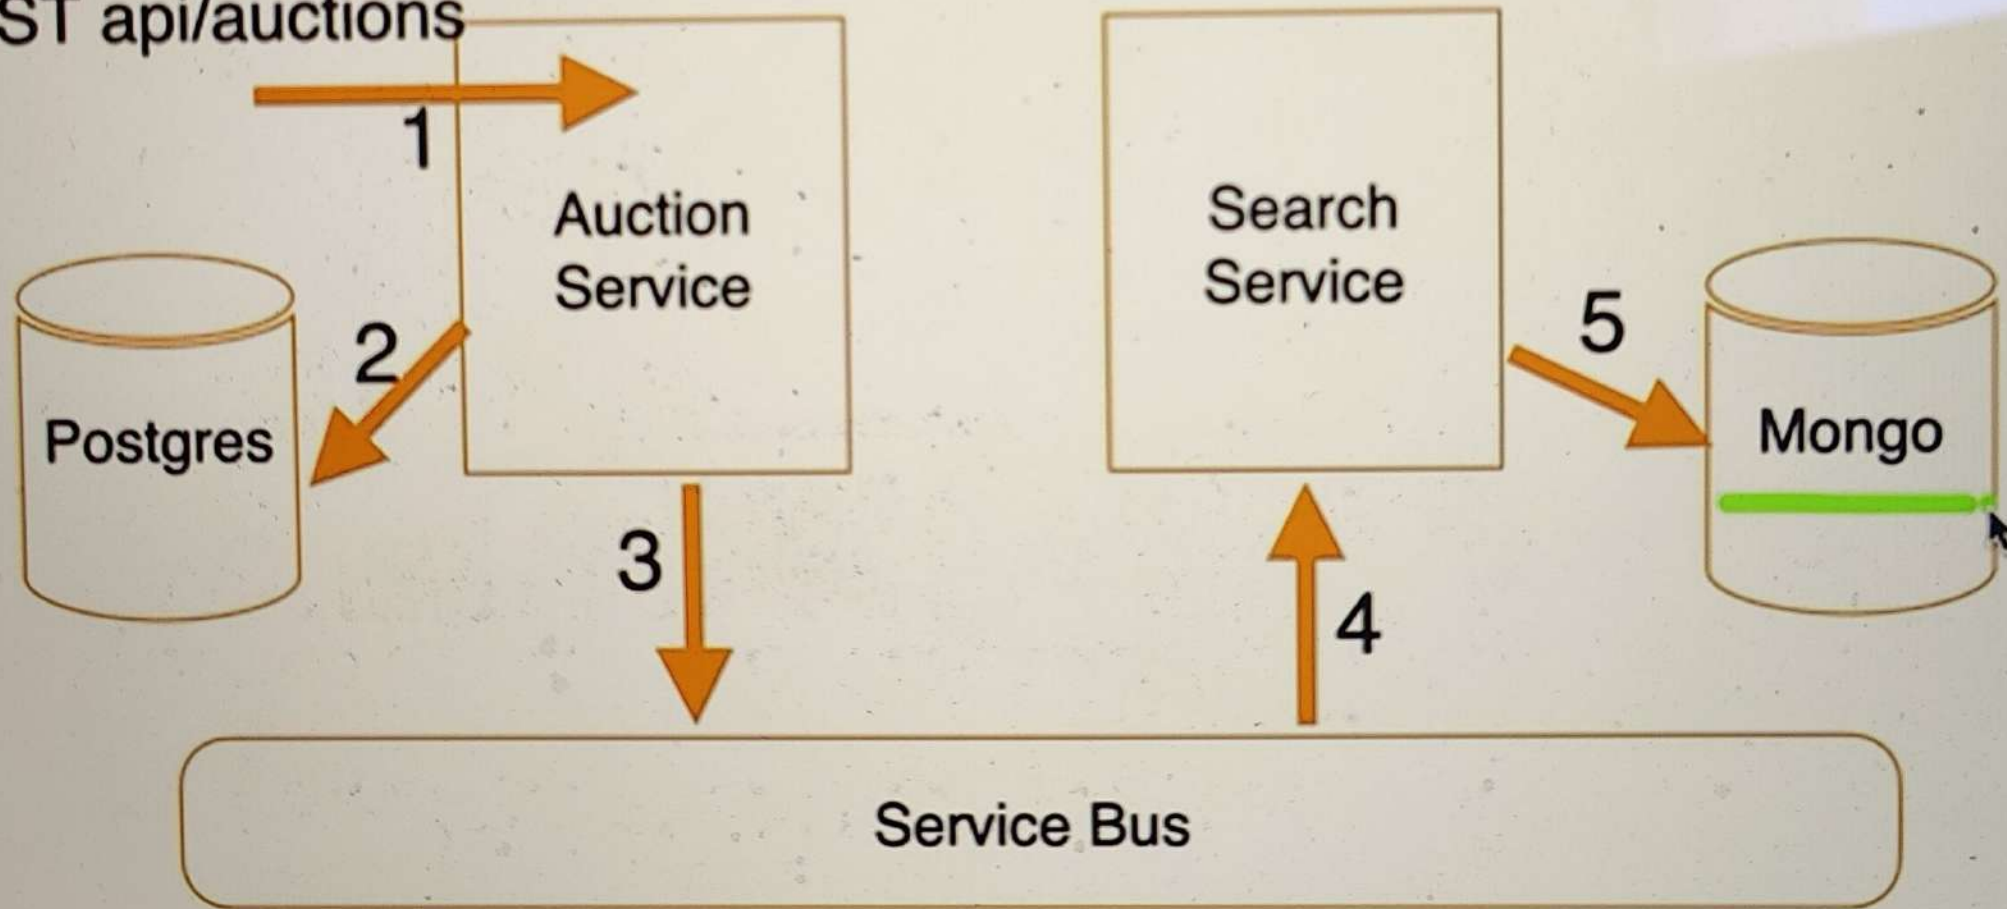 ST api/auctions
1
Auction
Service
Search
Service
2
5
Postgres
Mongo
3
4
Service Bus